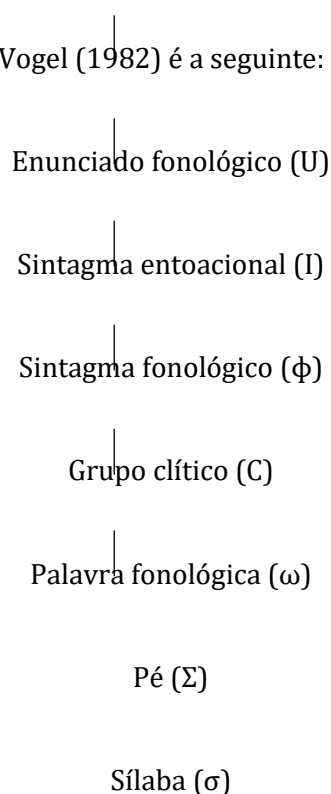 Vogel (1982) é a seguinte:
Enunciado fonológico (U)
Sintagma entoacional (I)
Sintagma fonológico (ϕ)
Grupo clítico (C)
Palavra fonológica (ω)
Pé (Σ)
Sílaba (σ)